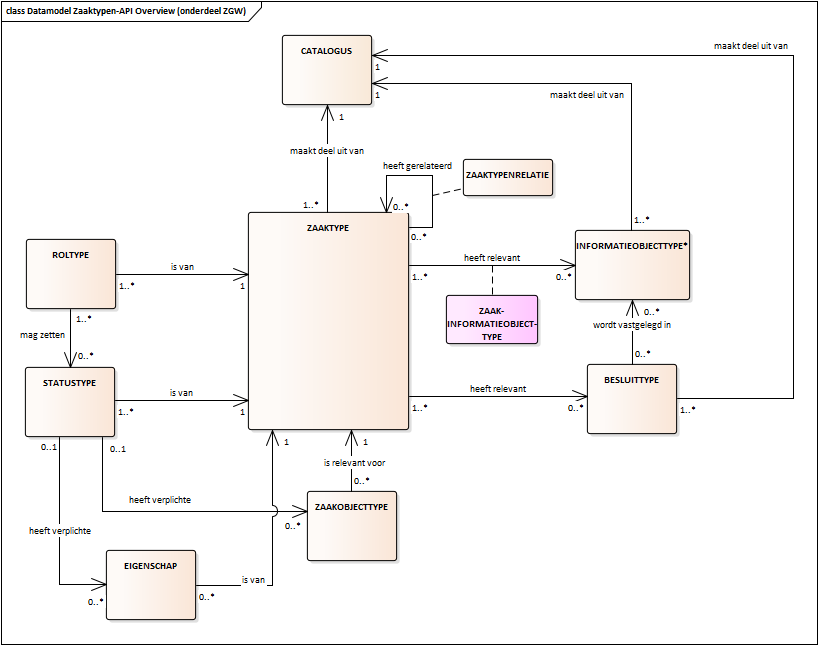 class Datamodel Zaaktypen-API Overview (onderdeel ZGW)
CATALOGUS
maakt deel uit van
1
maakt deel uit van
1
1
maakt deel uit van
heeft gerelateerd
ZAAKTYPENRELATIE
1..*
0..*
0..*
ZAAKTYPE
1..*
INFORMATIEOBJECTTYPE*
ROLTYPE
is van
1..*
1
heeft relevant
1..*
0..*
ZAAK-
INFORMATIEOBJECT-
TYPE
1..*
mag zetten
0..*
0..*
wordt vastgelegd in
0..*
STATUSTYPE
is van
1..*
1
heeft relevant
1..*
0..*
BESLUITTYPE
1..*
0..1
0..1
1
1
is relevant voor
0..*
heeft verplichte
0..*
ZAAKOBJECTTYPE
heeft verplichte
0..*
EIGENSCHAP
is van
0..*